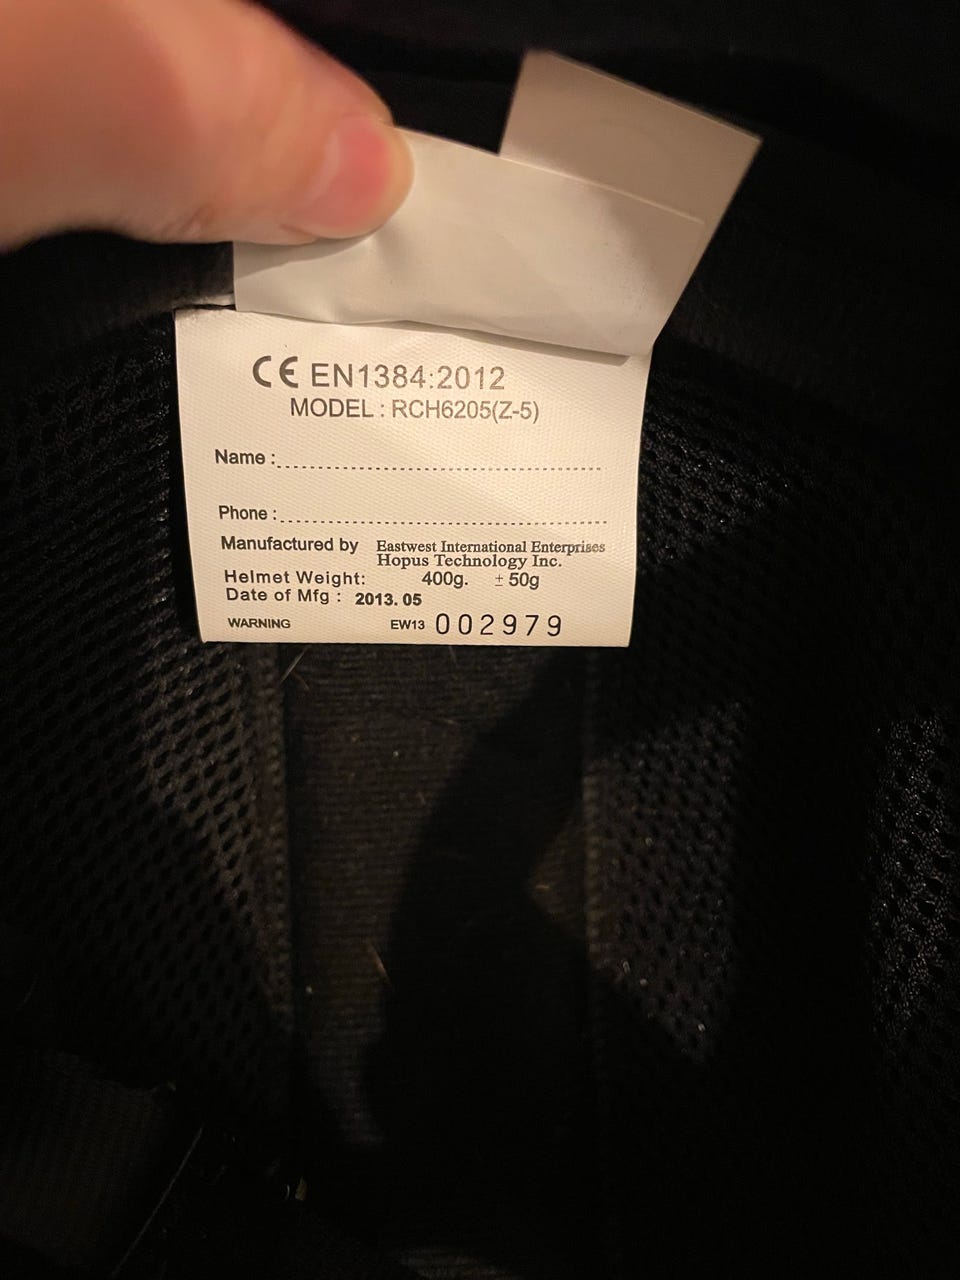 CE EN1384:2012
MODEL : RCH6205(Z-5)
Name :
Phone :
Manufactured by Eastwest International Enterprises
Hopus Technology Inc.
Helmet Weight: 400g. ± 50g
Date of Mfg : 2013. 05
WARNING EW13 002979